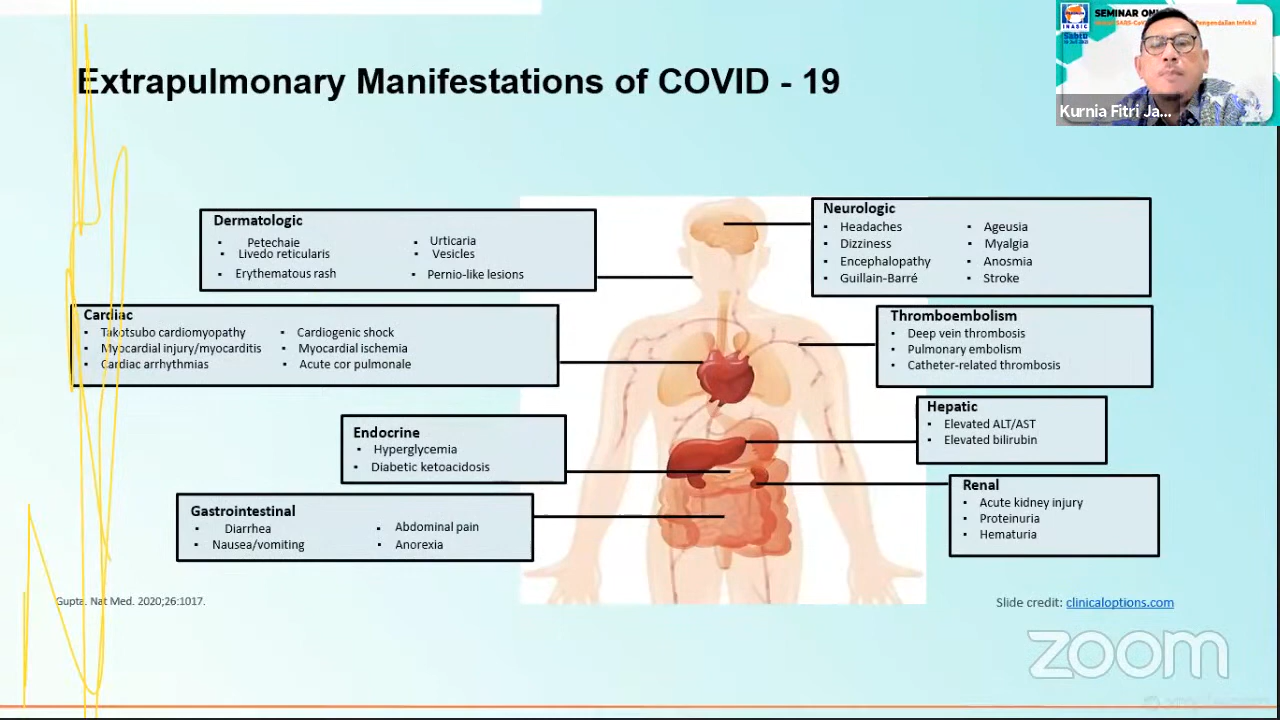 Extrapulmonary Manifestations of COVID - 19
INASIC
SEMINAR ONL
Pengendalian Infeksi
Sabtu
Kurnia Fitri Ja...
Dermatologic
▪ Petechaie
▪ Livedo reticularis
▪ Erythematous rash
▪ Urticaria
▪ Vesicles
▪ Pernio-like lesions
Neurologic
▪ Headaches
▪ Dizziness
▪ Encephalopathy
▪ Guillain-Barré
▪ Ageusia
▪ Myalgia
▪ Anosmia
▪ Stroke
Cardiac
▪ Takotsubo cardiomyopathy
▪ Myocardial injury/myocarditis
▪ Cardiac arrhythmias
▪ Cardiogenic shock
▪ Myocardial ischemia
▪ Acute cor pulmonale
Thromboembolism
▪ Deep vein thrombosis
▪ Pulmonary embolism
▪ Catheter-related thrombosis
Endocrine
▪ Hyperglycemia
▪ Diabetic ketoacidosis
Hepatic
▪ Elevated ALT/AST
▪ Elevated bilirubin
Gastrointestinal
▪ Diarrhea
▪ Nausea/vomiting
▪ Abdominal pain
▪ Anorexia
Renal
▪ Acute kidney injury
▪ Proteinuria
▪ Hematuria
Gupta. Nat Med. 2020;26:1017.
Slide credit: clinicaloptions.com
zoom